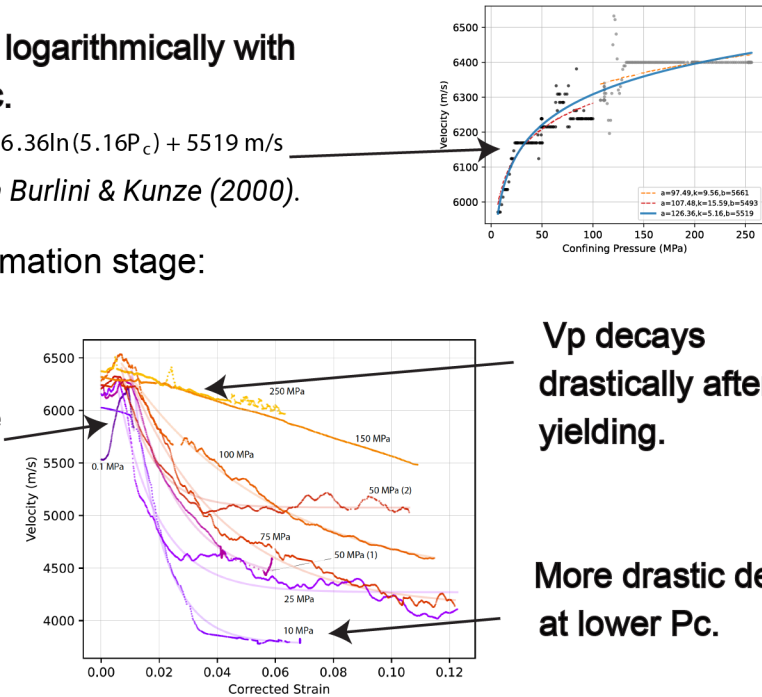 logarithmically with
c.
6.36ln(5.16Pc) + 5519 m/s
Burlini & Kunze (2000).
mation stage:
6500
6400
6300
6200
6100
6000
Velocity (m/s)
a=97.49,k=9.56,b=5661
a=107.48,k=15.59,b=5493
a=126.36,k=5.16,b=5519
0 50 100 150 200 250
Confining Pressure (MPa)
Vp decays
drastically after
yielding.
More drastic de
at lower Pc.
6500
6000
5500
5000
4500
4000
Velocity (m/s)
250 MPa
150 MPa
100 MPa
0.1 MPa
50 MPa (2)
75 MPa
50 MPa (1)
25 MPa
10 MPa
0.00 0.02 0.04 0.06 0.08 0.10 0.12
Corrected Strain